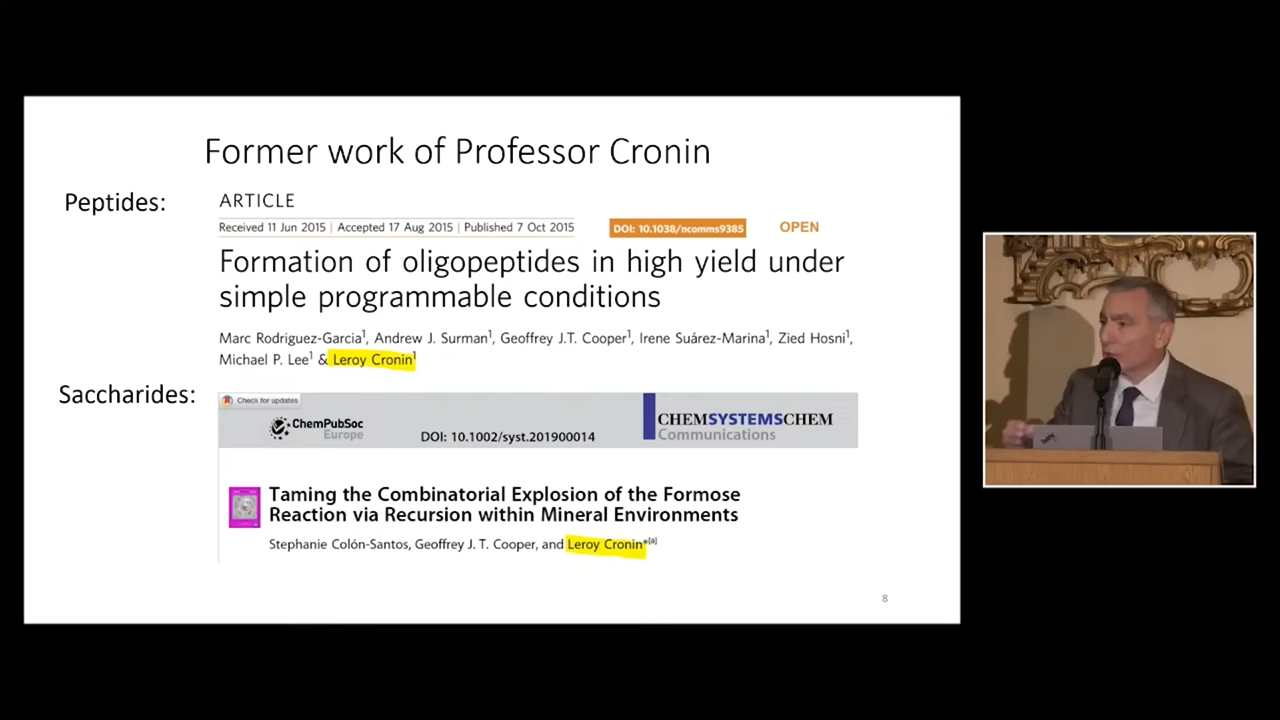 Former work of Professor Cronin
Peptides:
ARTICLE
Received 11 Jun 2015 | Accepted 17 Aug 2015 | Published 7 Oct 2015
DOI: 10.1038/ncomms9385
OPEN
Formation of oligopeptides in high yield under
simple programmable conditions
Marc Rodriguez-Garcia¹, Andrew J. Surman¹, Geoffrey J.T. Cooper¹, Irene Suárez-Marina¹, Zied Hosni¹,
Michael P. Lee¹ & Leroy Cronin¹
Saccharides:
Check for updates
ChemPubSoc
Europe
DOI: 10.1002/syst.201900014
CHEMSYSTEMSCHEM
Communications
Taming the Combinatorial Explosion of the Formose
Reaction via Recursion within Mineral Environments
Stephanie Colón-Santos, Geoffrey J. T. Cooper, and Leroy Cronin*[a]
8